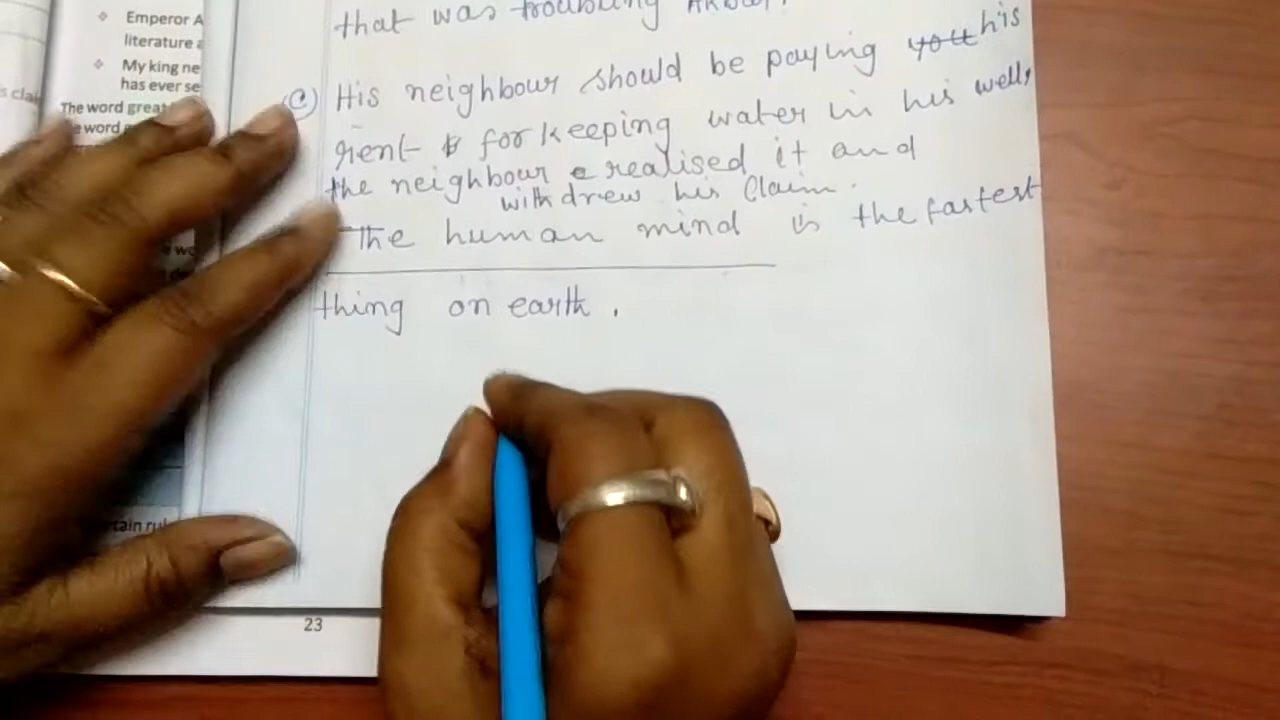 Emperor A
literature a
My king ne
has ever se
The word great
e word
s clai
tain ru
23
that was troubling
(C) His neighbour should be paying you his
rent for keeping water in his well,
the neighbour realised it and
withdrew his claim.
The human mind is the fastest
thing on earth.